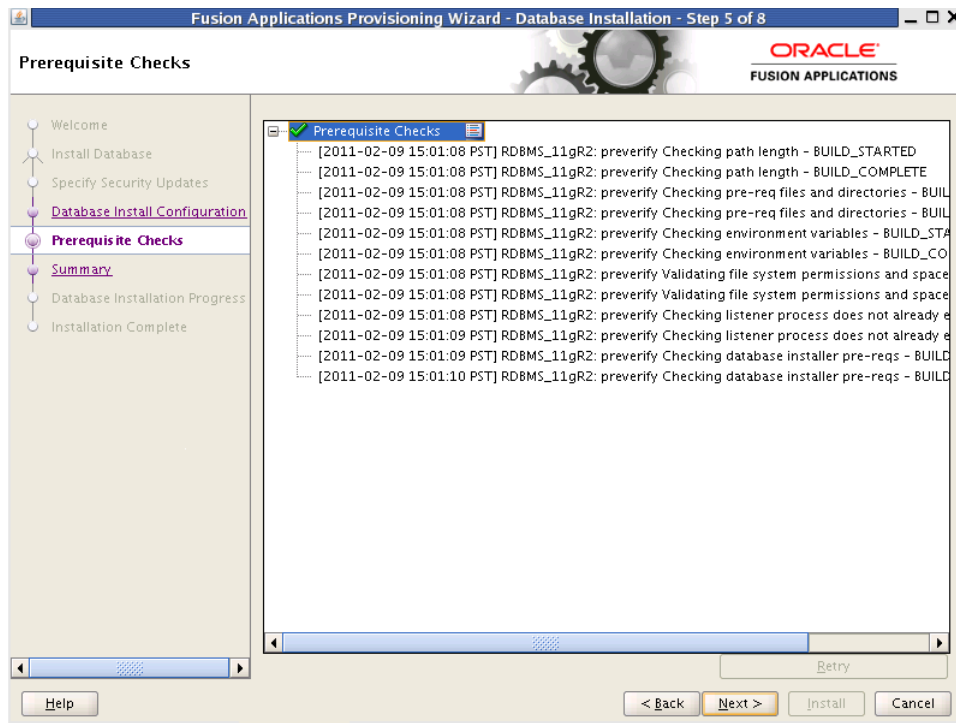 Fusion Applications Provisioning Wizard - Database Installation - Step 5 of 8
Prerequisite Checks
ORACLE
FUSION APPLICATIONS
Welcome
Install Database
Specify Security Updates
Database Install Configuration
Prerequisite Checks
Summary
Database Installation Progress
Installation Complete
Prerequisite Checks
[2011-02-09 15:01:08 PST] RDBMS_11gR2: preverify Checking path length - BUILD_STARTED
[2011-02-09 15:01:08 PST] RDBMS_11gR2: preverify Checking path length - BUILD_COMPLETE
[2011-02-09 15:01:08 PST] RDBMS_11gR2: preverify Checking pre-req files and directories - BUIL
[2011-02-09 15:01:08 PST] RDBMS_11gR2: preverify Checking pre-req files and directories - BUIL
[2011-02-09 15:01:08 PST] RDBMS_11gR2: preverify Checking environment variables - BUILD_STA
[2011-02-09 15:01:08 PST] RDBMS_11gR2: preverify Checking environment variables - BUILD_CO
[2011-02-09 15:01:08 PST] RDBMS_11gR2: preverify Validating file system permissions and space
[2011-02-09 15:01:08 PST] RDBMS_11gR2: preverify Validating file system permissions and space
[2011-02-09 15:01:08 PST] RDBMS_11gR2: preverify Checking listener process does not already e
[2011-02-09 15:01:09 PST] RDBMS_11gR2: preverify Checking listener process does not already e
[2011-02-09 15:01:09 PST] RDBMS_11gR2: preverify Checking database installer pre-reqs - BUILD
[2011-02-09 15:01:10 PST] RDBMS_11gR2: preverify Checking database installer pre-reqs - BUILD
Retry
Help
< Back
Next >
Install
Cancel